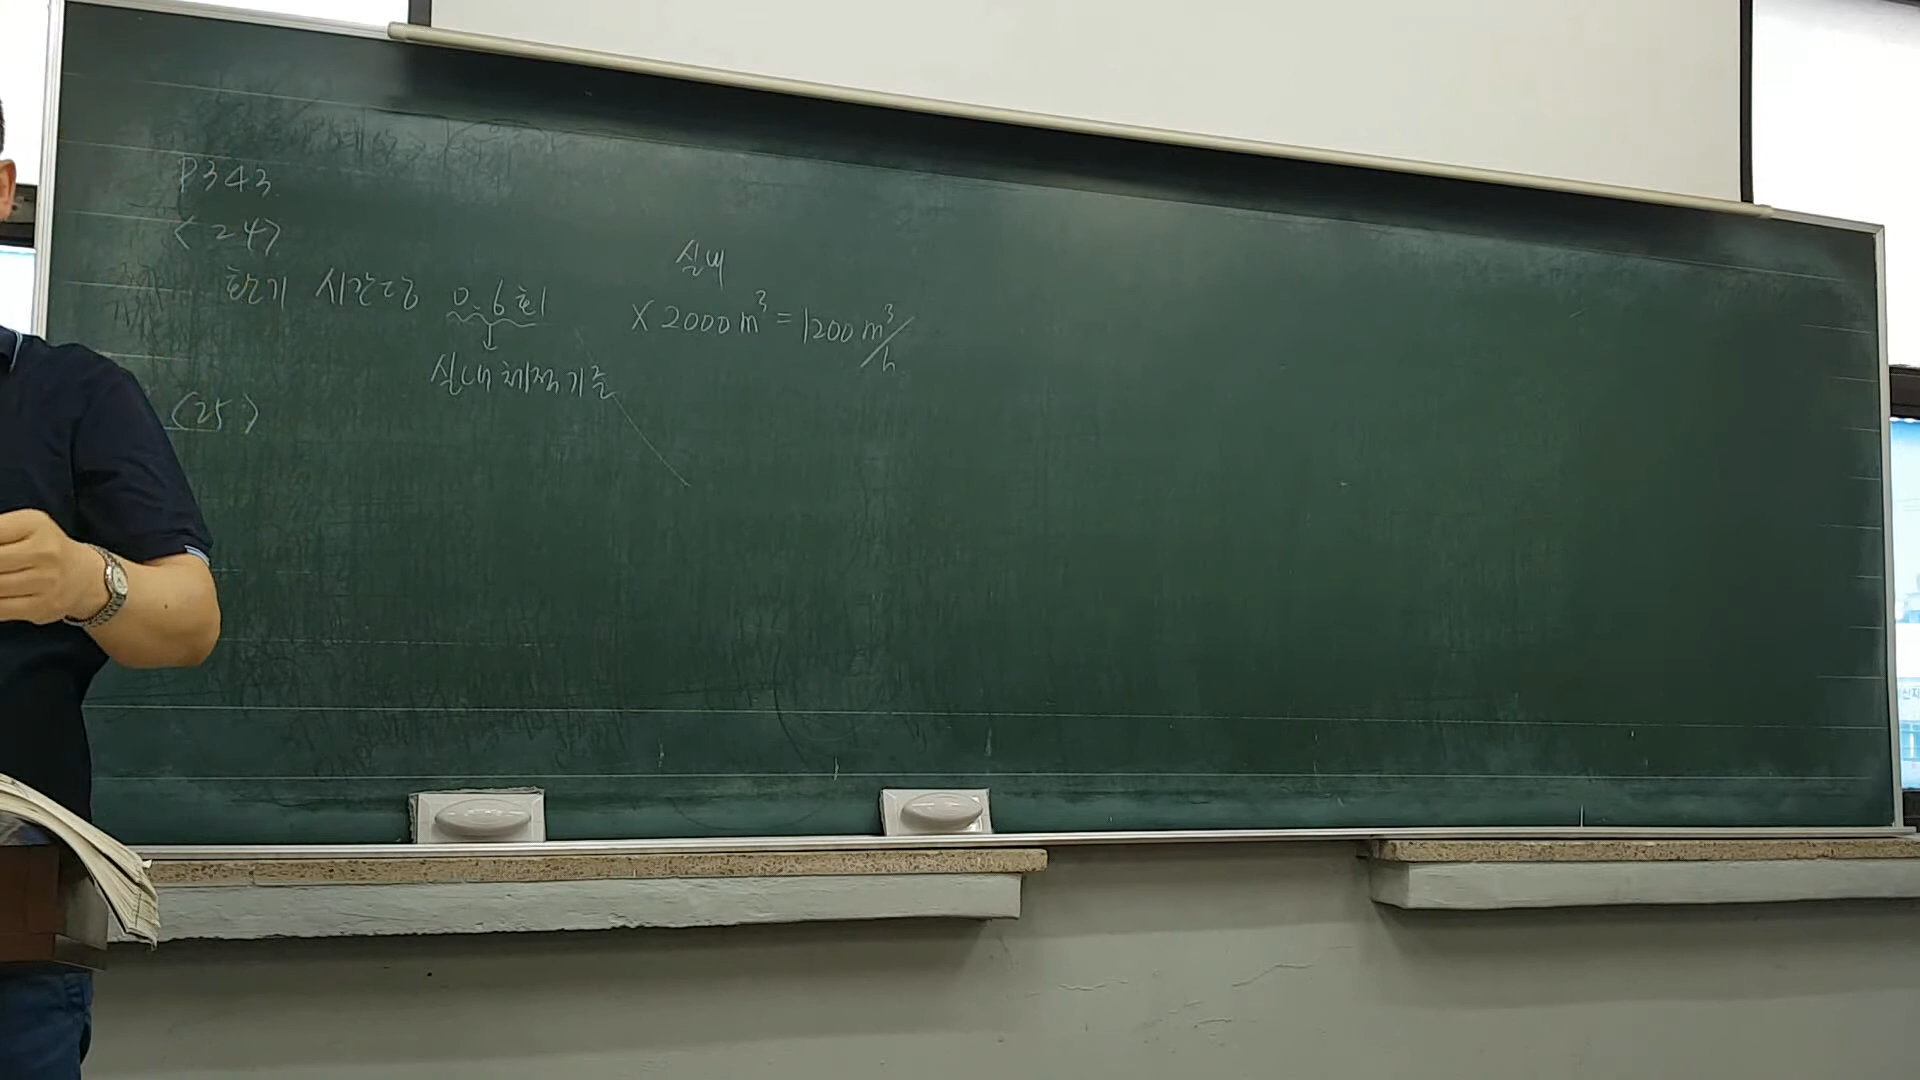 P343.
<24>
실내
환기 시간당 0.6회 X 2000m³ = 1200m³/h
실내체적기준
<25>